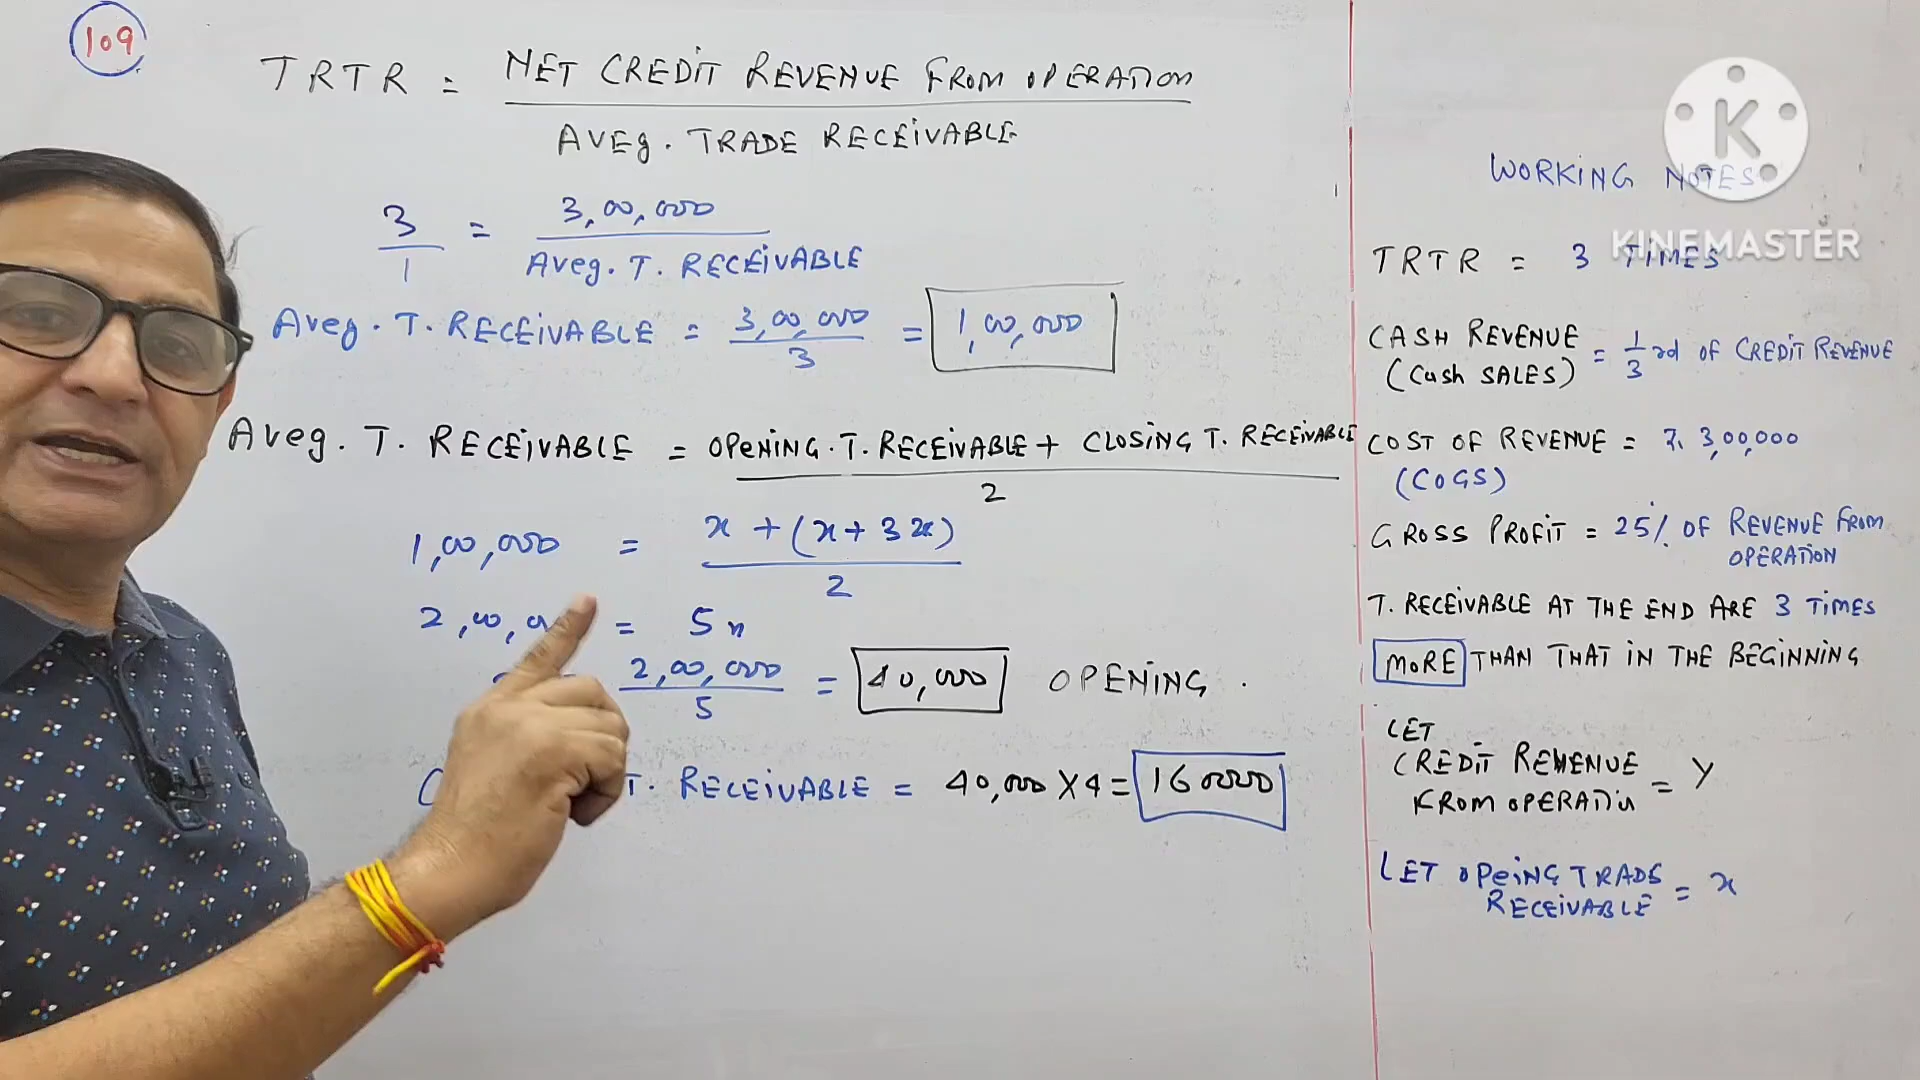 109
TRTR = NET CREDIT REVENUE FROM OPERATION
AVEG. TRADE RECEIVABLE
3/1 = 3,00,000
AVEG. T. RECEIVABLE
AVEG. T. RECEIVABLE = 3,00,000/3 = 1,00,000
AVEG. T. RECEIVABLE = OPENING. T. RECEIVABLE + CLOSING T. RECEIVABLE
2
1,00,000 = x + (x + 3x)
2
2,00, = 5x
2,00,000/5 = 40,000 OPENING.
T. RECEIVABLE = 40,000 X 4 = 160000
K
KINEMASTER
WORKING NOTES
TRTR = 3 TIMES
CASH REVENUE = 1/3 rd OF CREDIT REVENUE
(Cash SALES)
COST OF REVENUE = ₹. 3,00,000
(COGS)
GROSS PROFIT = 25% OF REVENUE FROM
OPERATION
T. RECEIVABLE AT THE END ARE 3 TIMES
MORE THAN THAT IN THE BEGINNING
LET
CREDIT REVENUE = Y
FROM OPERATION
LET OPEING TRADE = x
RECEIVABLE